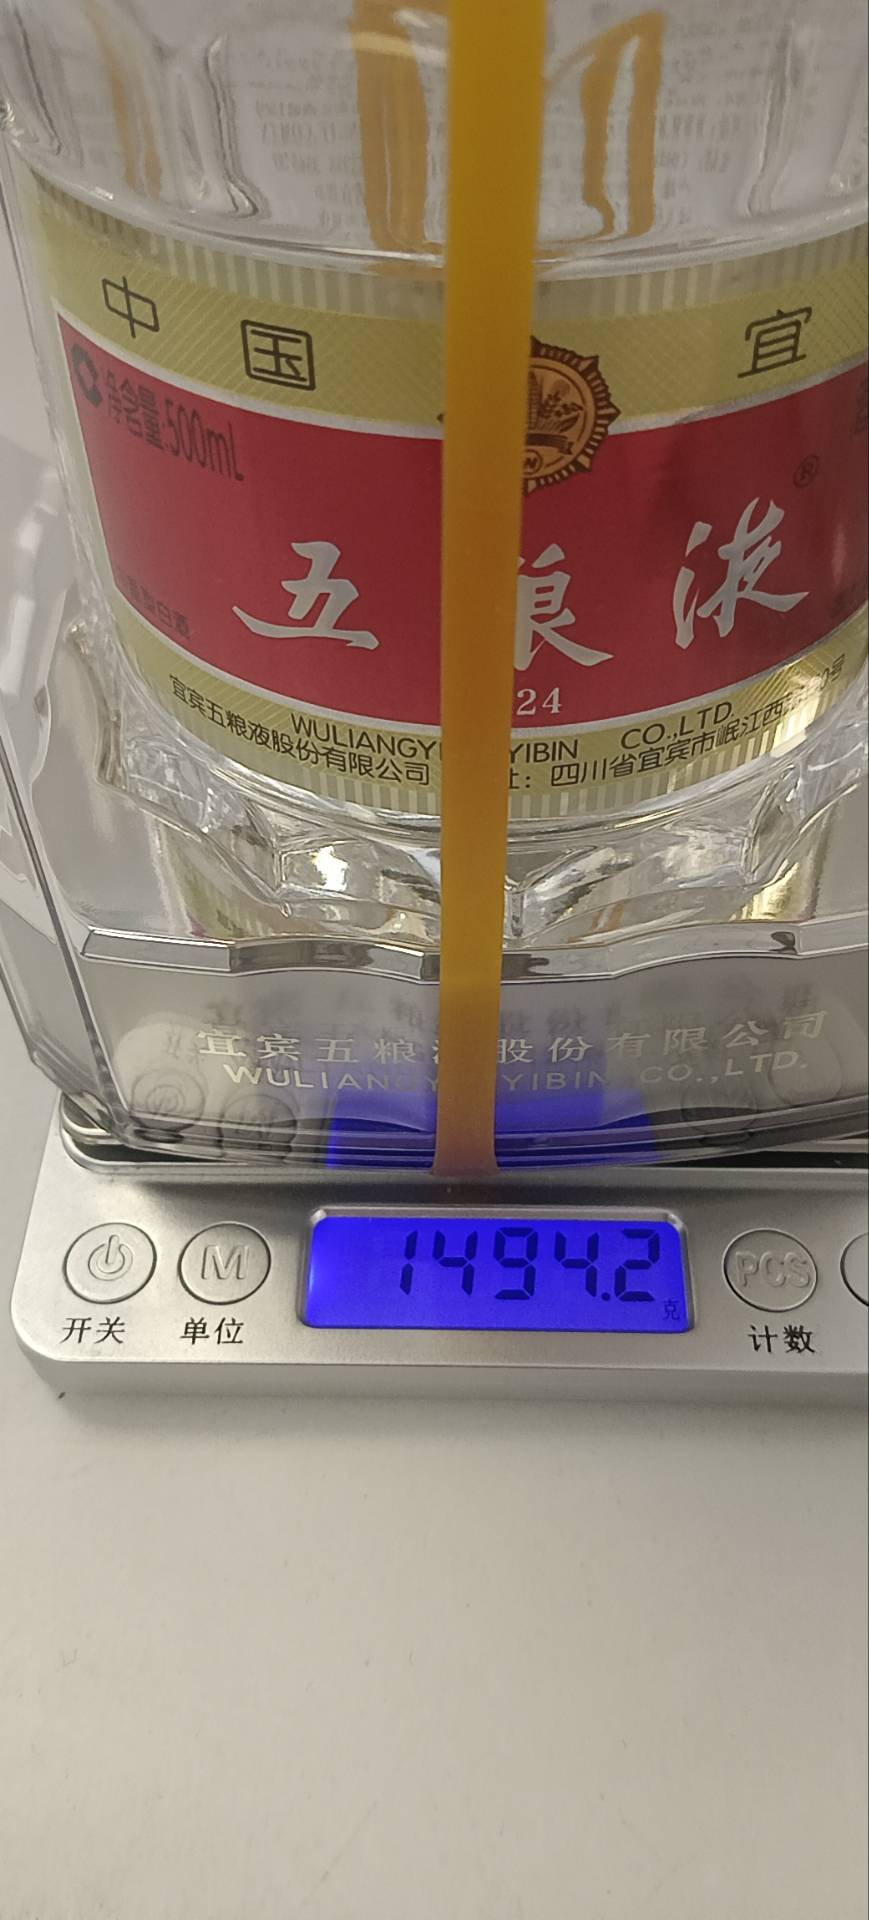 中国 宜
净含量:500mL
五粮液®
24
WULIANGY YIBIN CO.,LTD.
宜宾五粮液股份有限公司 址: 四川省宜宾市岷江西
宜宾五粮 股份有限公司
WULIANGY YIBIN CO.,LTD.
1494.2
克
M
PCS
开关 单位 计数